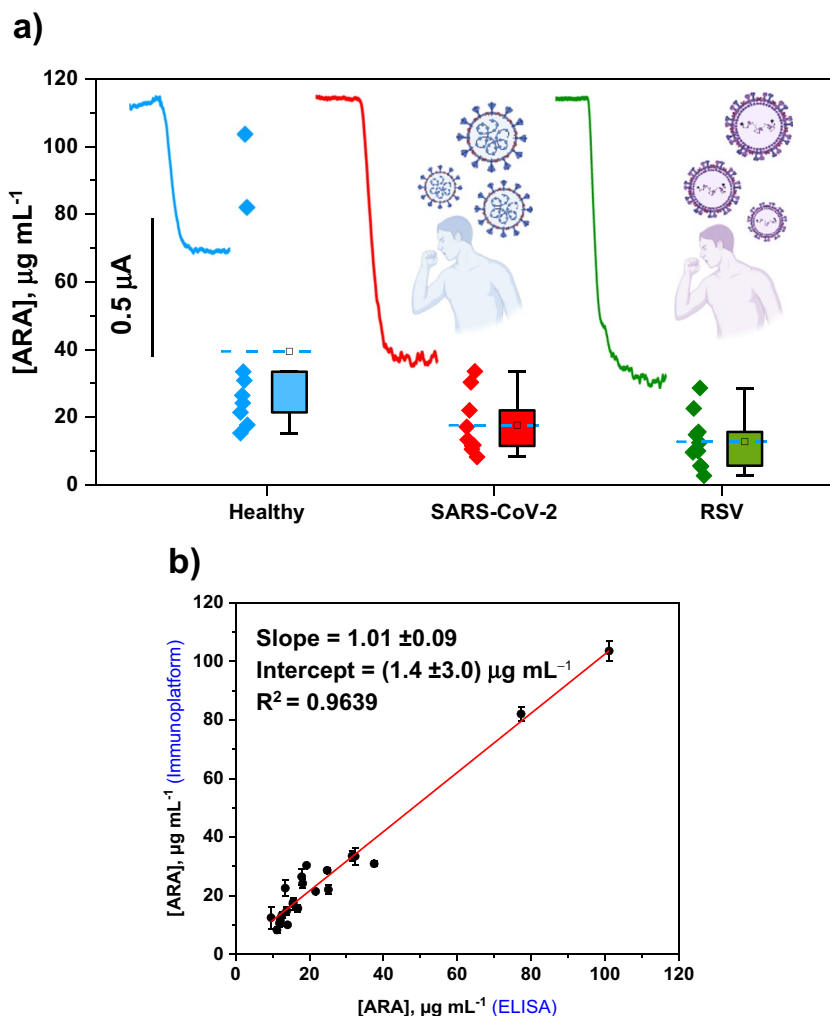 a)
120
100
80
60
40
20
0
[ARA], µg mL-1
0.5 µA
Healthy
SARS-CoV-2
RSV
b)
120
100
80
60
40
20
0
[ARA], µg mL-1 (Immunoplatform)
Slope = 1.01 ±0.09
Intercept = (1.4 ±3.0) µg mL−1
R2 = 0.9639
0 20 40 60 80 100 120
[ARA], µg mL-1 (ELISA)